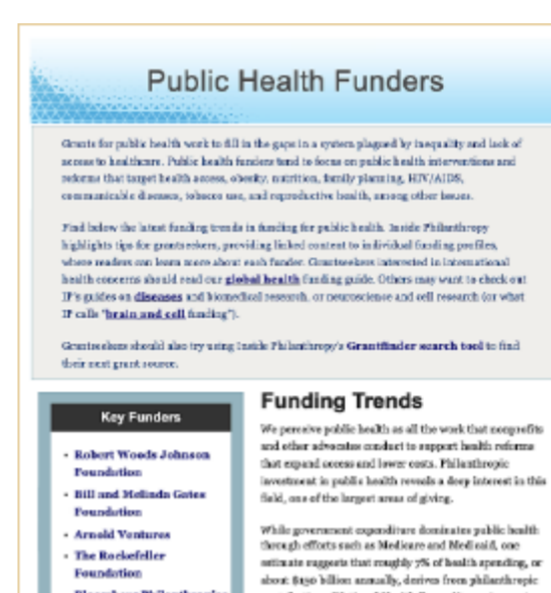 Public Health Funders
Grants for public health work to fill in the gaps in a system plagued by inequality and lack of
access to healthcare. Public health funders tend to focus on public health interventions and
reforms that target health access, obesity, nutrition, family planning, HIV/AIDS,
communicable diseases, tobacco use, and reproductive health, among other issues.
Find below the latest funding trends in funding for public health. Inside Philanthropy
highlights tips for grantseekers, providing linked content to individual funding profiles,
where readers can learn more about each funder. Grantseekers interested in international
health concerns should read our global health funding guide. Others may want to check out
IP's guides on diseases and biomedical research, or neuroscience and cell research (or what
IP calls "brain and cell funding").
Grantseekers should also try using Inside Philanthropy's Grantfinder search tool to find
their next grant source.
Key Funders
• Robert Woods Johnson
Foundation
• Bill and Melinda Gates
Foundation
• Arnold Ventures
• The Rockefeller
Foundation
Funding Trends
We perceive public health as all the work that nonprofits
and other advocates conduct to support health reforms
that expand access and lower costs. Philanthropic
investment in public health reveals a deep interest in this
field, one of the largest areas of giving.
While government expenditure dominates public health
through efforts such as Medicare and Medicaid, one
estimate suggests that roughly 7% of health spending, or
about $190 billion annually, derives from philanthropic